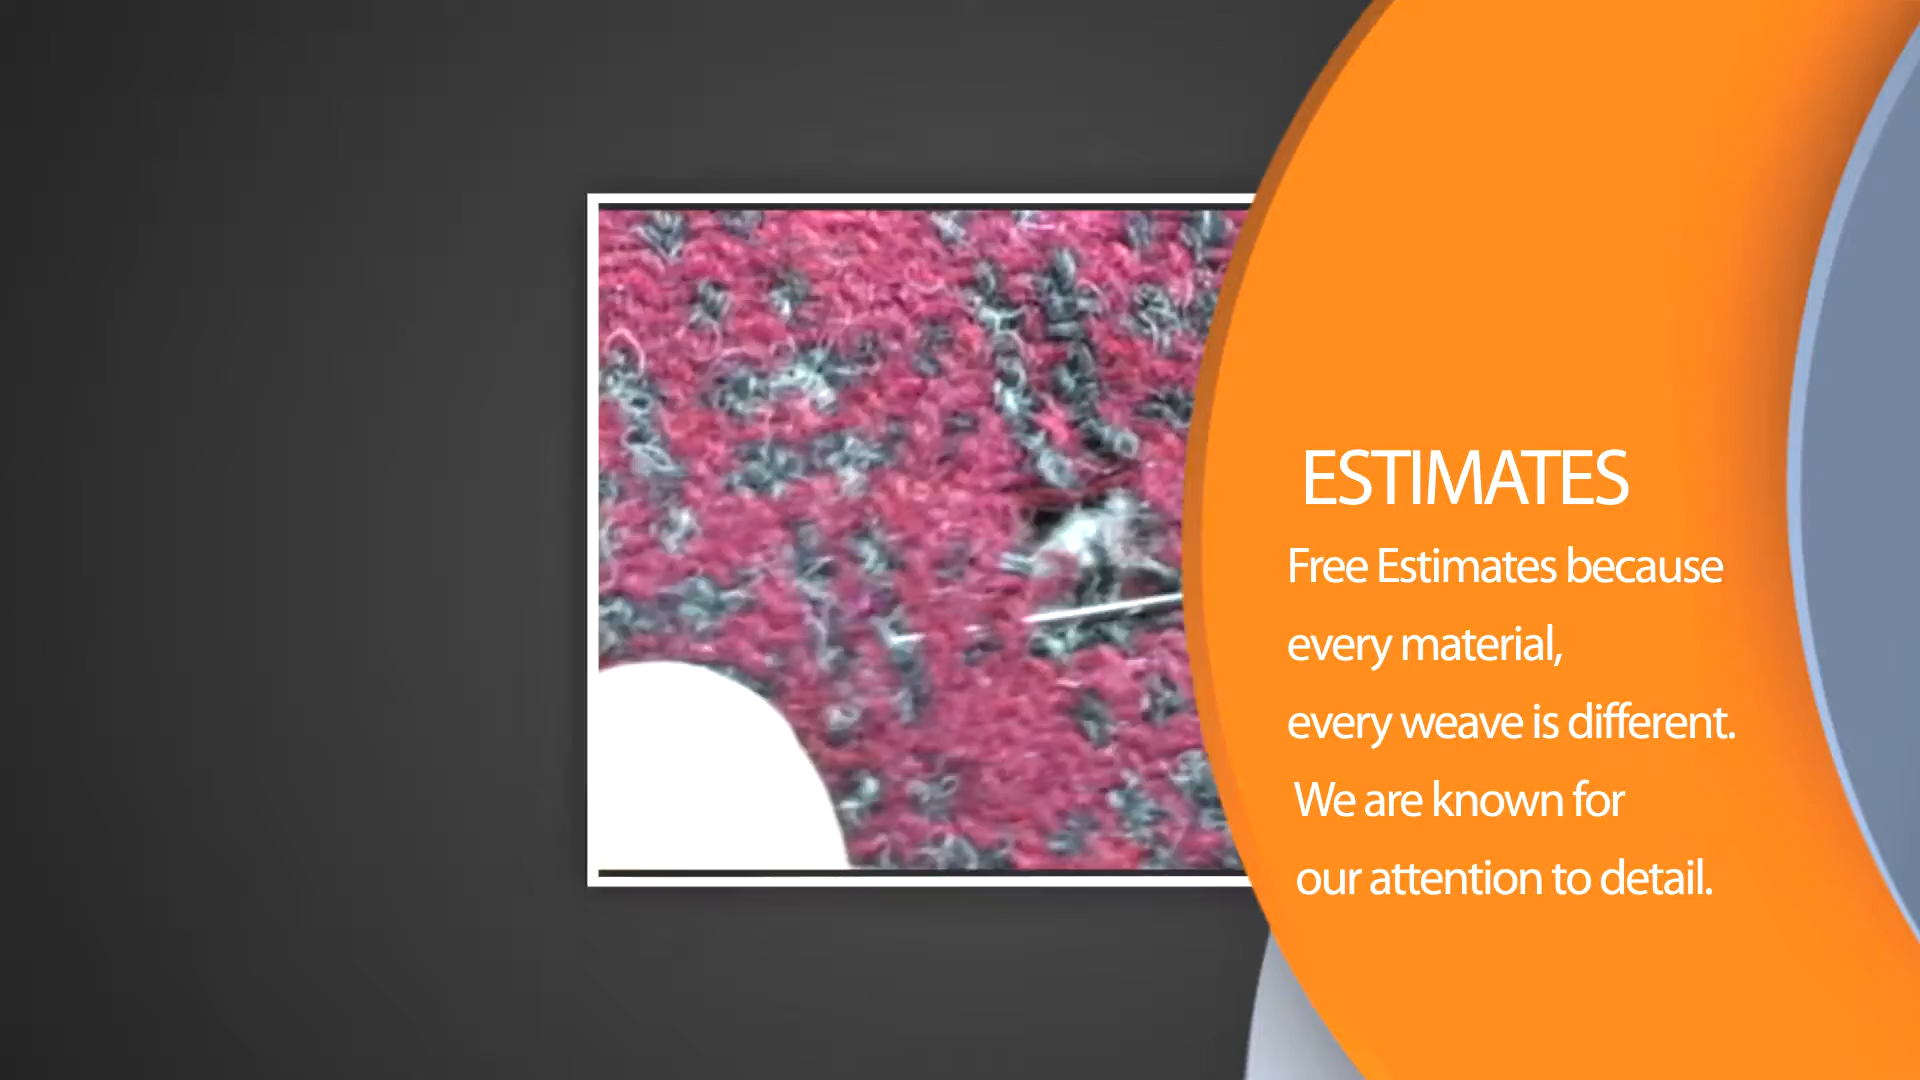 ESTIMATES
Free Estimates because
every material,
every weave is different.
We are known for
our attention to detail.